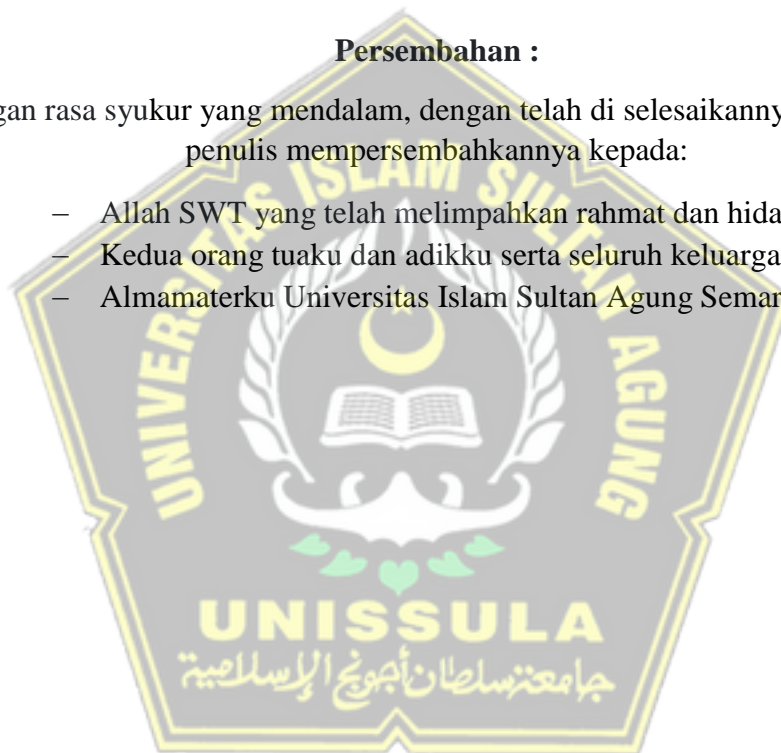 Persembahan :
gan rasa syukur yang mendalam, dengan telah di selesaikanny
penulis mempersembahkannya kepada:
– Allah SWT yang telah melimpahkan rahmat dan hida
– Kedua orang tuaku dan adikku serta seluruh keluarga
– Almamaterku Universitas Islam Sultan Agung Semar
UNIVERSITAS ISLAM SULTAN AGUNG
UNISSULA
جامعة سلطان أجونج الإسلامية